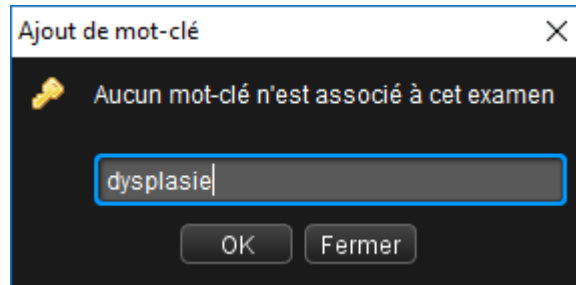 Ajout de mot-clé
Aucun mot-clé n'est associé à cet examen
dysplasie
OK Fermer